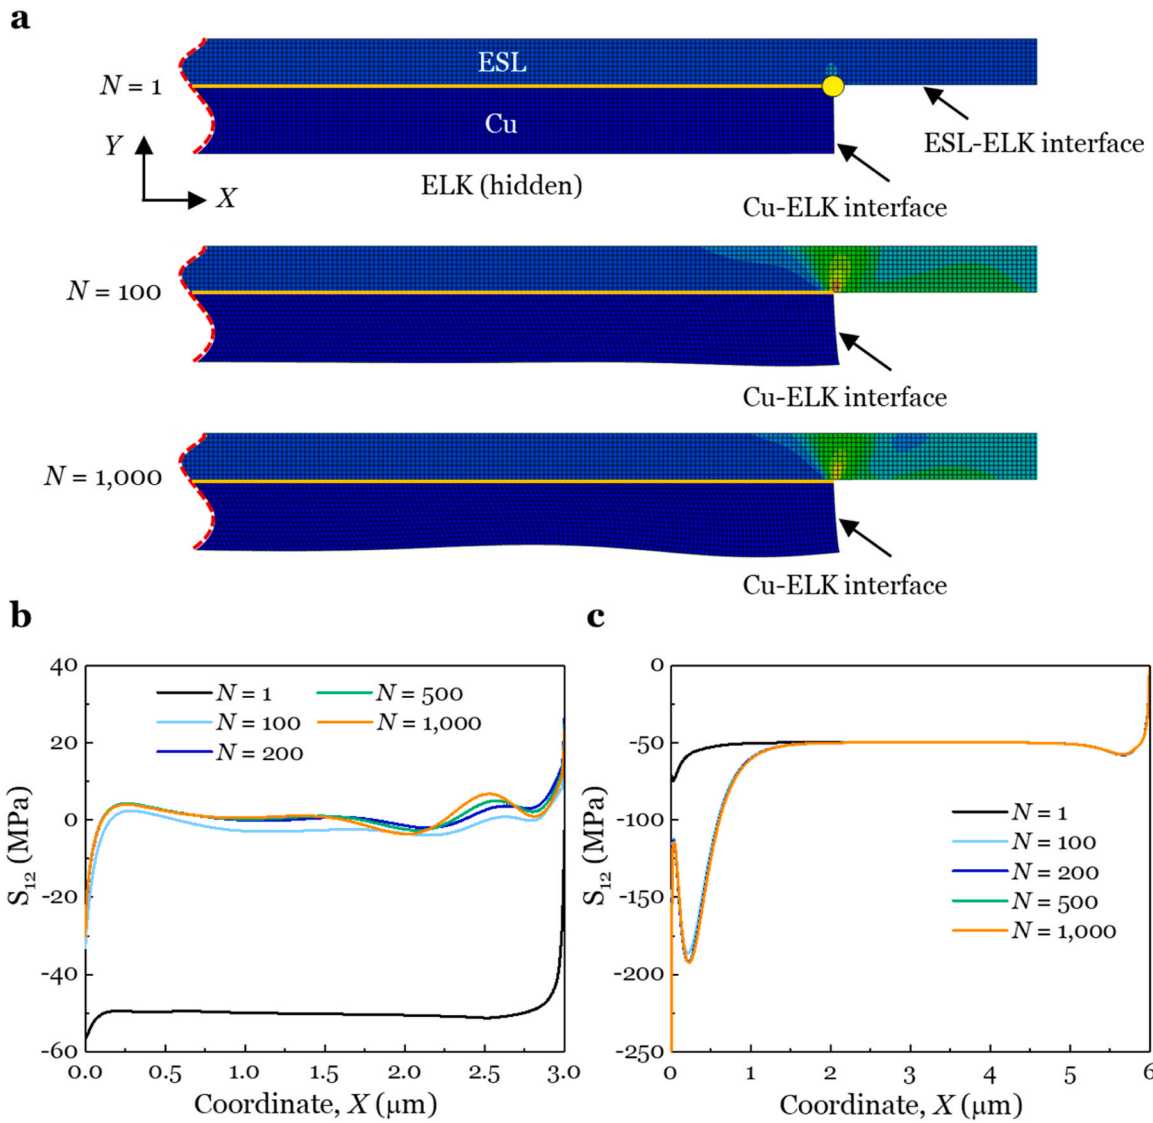 a
ESL
N = 1
Cu
Y
X
ELK (hidden)
ESL-ELK interface
Cu-ELK interface
N = 100
Cu-ELK interface
N = 1,000
Cu-ELK interface
b
40
20
0
-20
-40
-60
0.0
0.5
1.0
1.5
2.0
2.5
3.0
S12 (MPa)
Coordinate, X (μm)
N = 1
N = 100
N = 200
N = 500
N = 1,000
c
0
-50
-100
-150
-200
-250
0
1
2
3
4
5
6
S12 (MPa)
Coordinate, X (μm)
N = 1
N = 100
N = 200
N = 500
N = 1,000